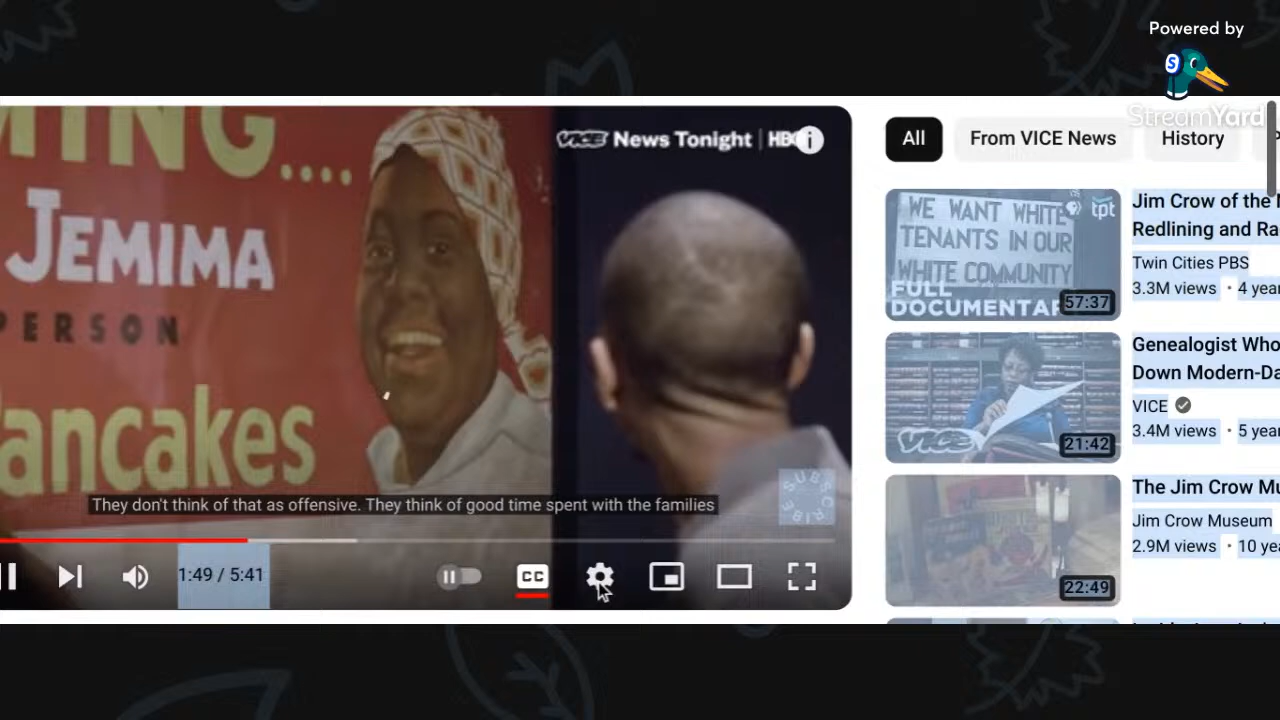 Powered by
S
StreamYard
MING....
JEMIMA
PERSON
Pancakes
VICE News Tonight | HBO
i
They don't think of that as offensive. They think of good time spent with the families
SUBSCRIBE
1:49 / 5:41
CC
All
From VICE News
History
WE WANT WHITE
TENANTS IN OUR
WHITE COMMUNITY
tpt
FULL
DOCUMENTAR
57:37
Jim Crow of the
Redlining and Ra
Twin Cities PBS
3.3M views • 4 year
VICE
21:42
Genealogist Who
Down Modern-Da
VICE
3.4M views • 5 year
22:49
The Jim Crow Mu
Jim Crow Museum
2.9M views • 10 ye